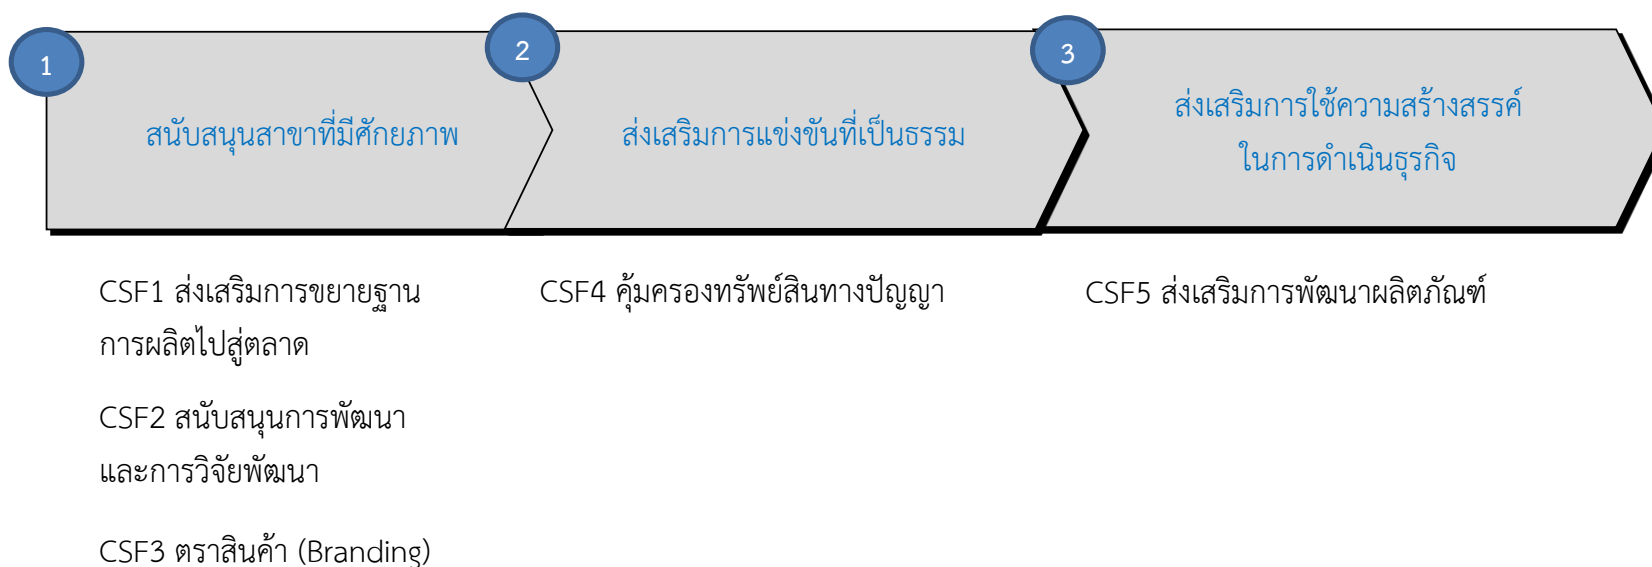 1
สนับสนุนสาขาที่มีศักยภาพ
2
ส่งเสริมการแข่งขันที่เป็นธรรม
3
ส่งเสริมการใช้ความสร้างสรรค์
ในการดำเนินธุรกิจ
CSF1 ส่งเสริมการขยายฐาน
การผลิตไปสู่ตลาด
CSF2 สนับสนุนการพัฒนา
และการวิจัยพัฒนา
CSF3 ตราสินค้า (Branding)
CSF4 คุ้มครองทรัพย์สินทางปัญญา
CSF5 ส่งเสริมการพัฒนาผลิตภัณฑ์